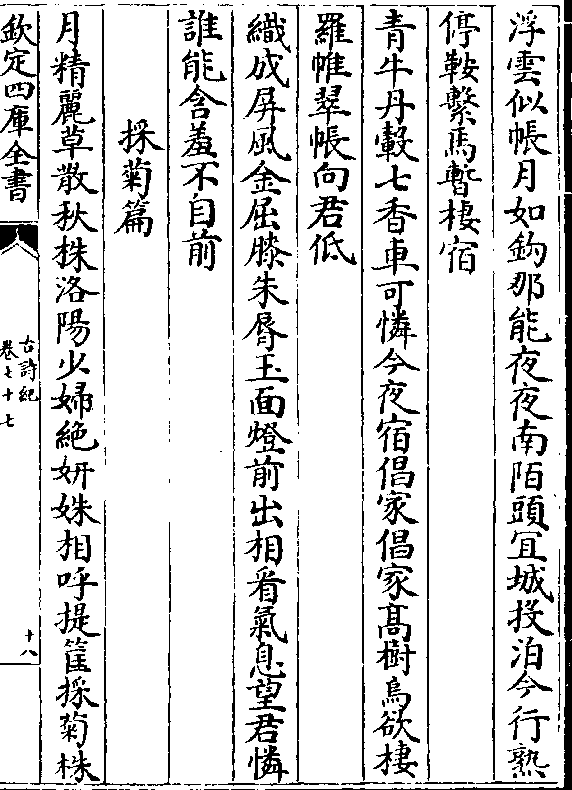 浮雲似帳月如鈎那能夜夜南陌頭冝城投泊今行熟
停鞍繫馬暫棲宿
青牛丹轂七香車可憐今夜宿倡家倡家髙樹烏欲棲
羅帷翠帳向君低
織成屏風金屈膝朱脣玉面燈前出相看氣息望君憐
誰能含羞不自前
採菊篇
月精麗草散秋株洛陽少婦絶妍姝相呼提筐採菊株
欽定四庫全書
古詩紀
卷七十七
十八